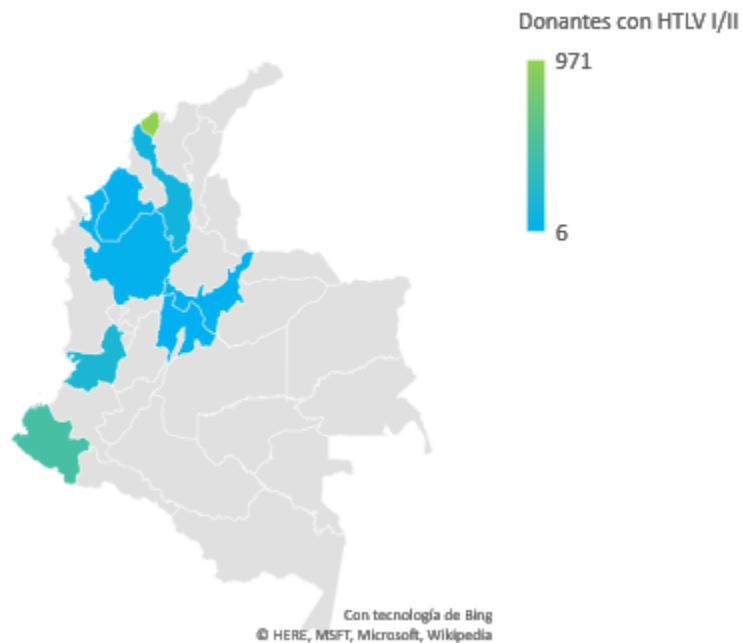 Donantes con HTLV I/II
971
6
Con tecnología de Bing
© HERE, MSFT, Microsoft, Wikipedia